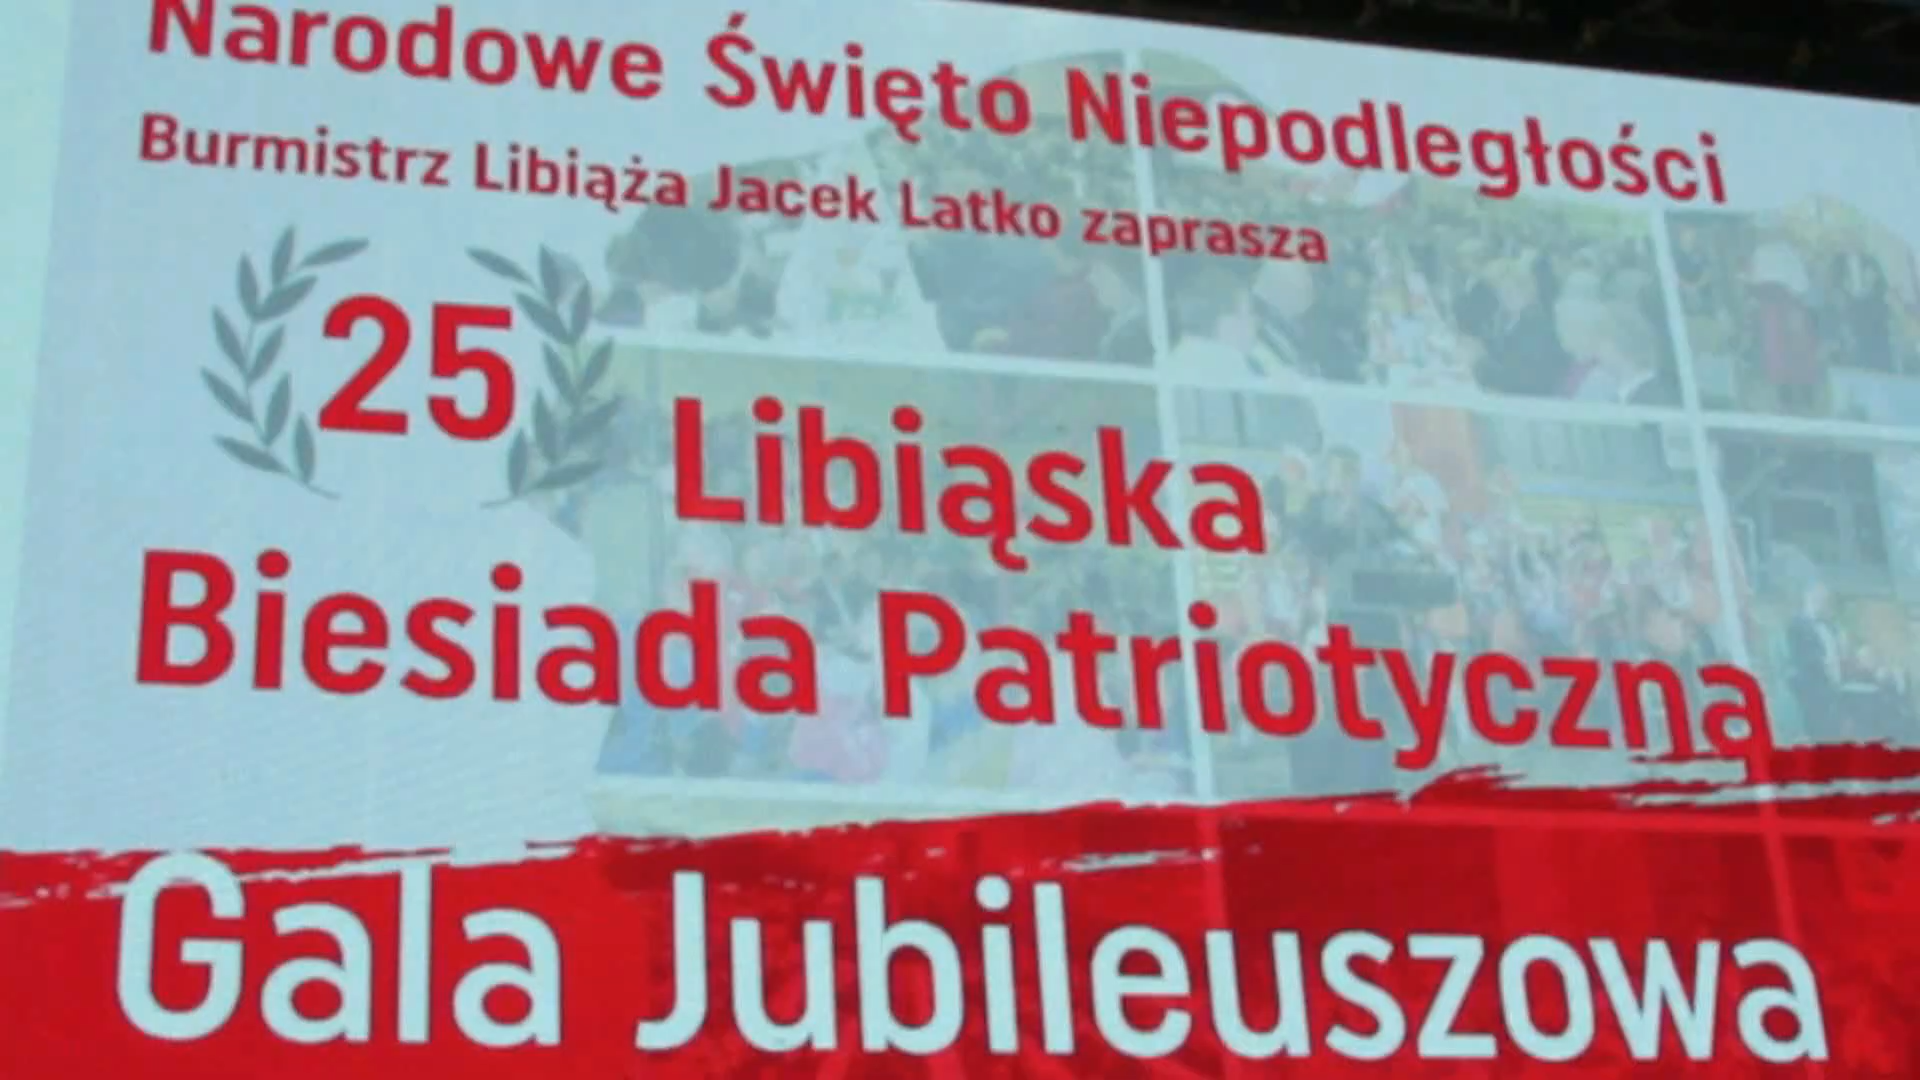 Narodowe Święto Niepodległości
Burmistrz Libiąża Jacek Latko zaprasza
25 Libiąska
Biesiada Patriotyczna
Gala Jubileuszowa